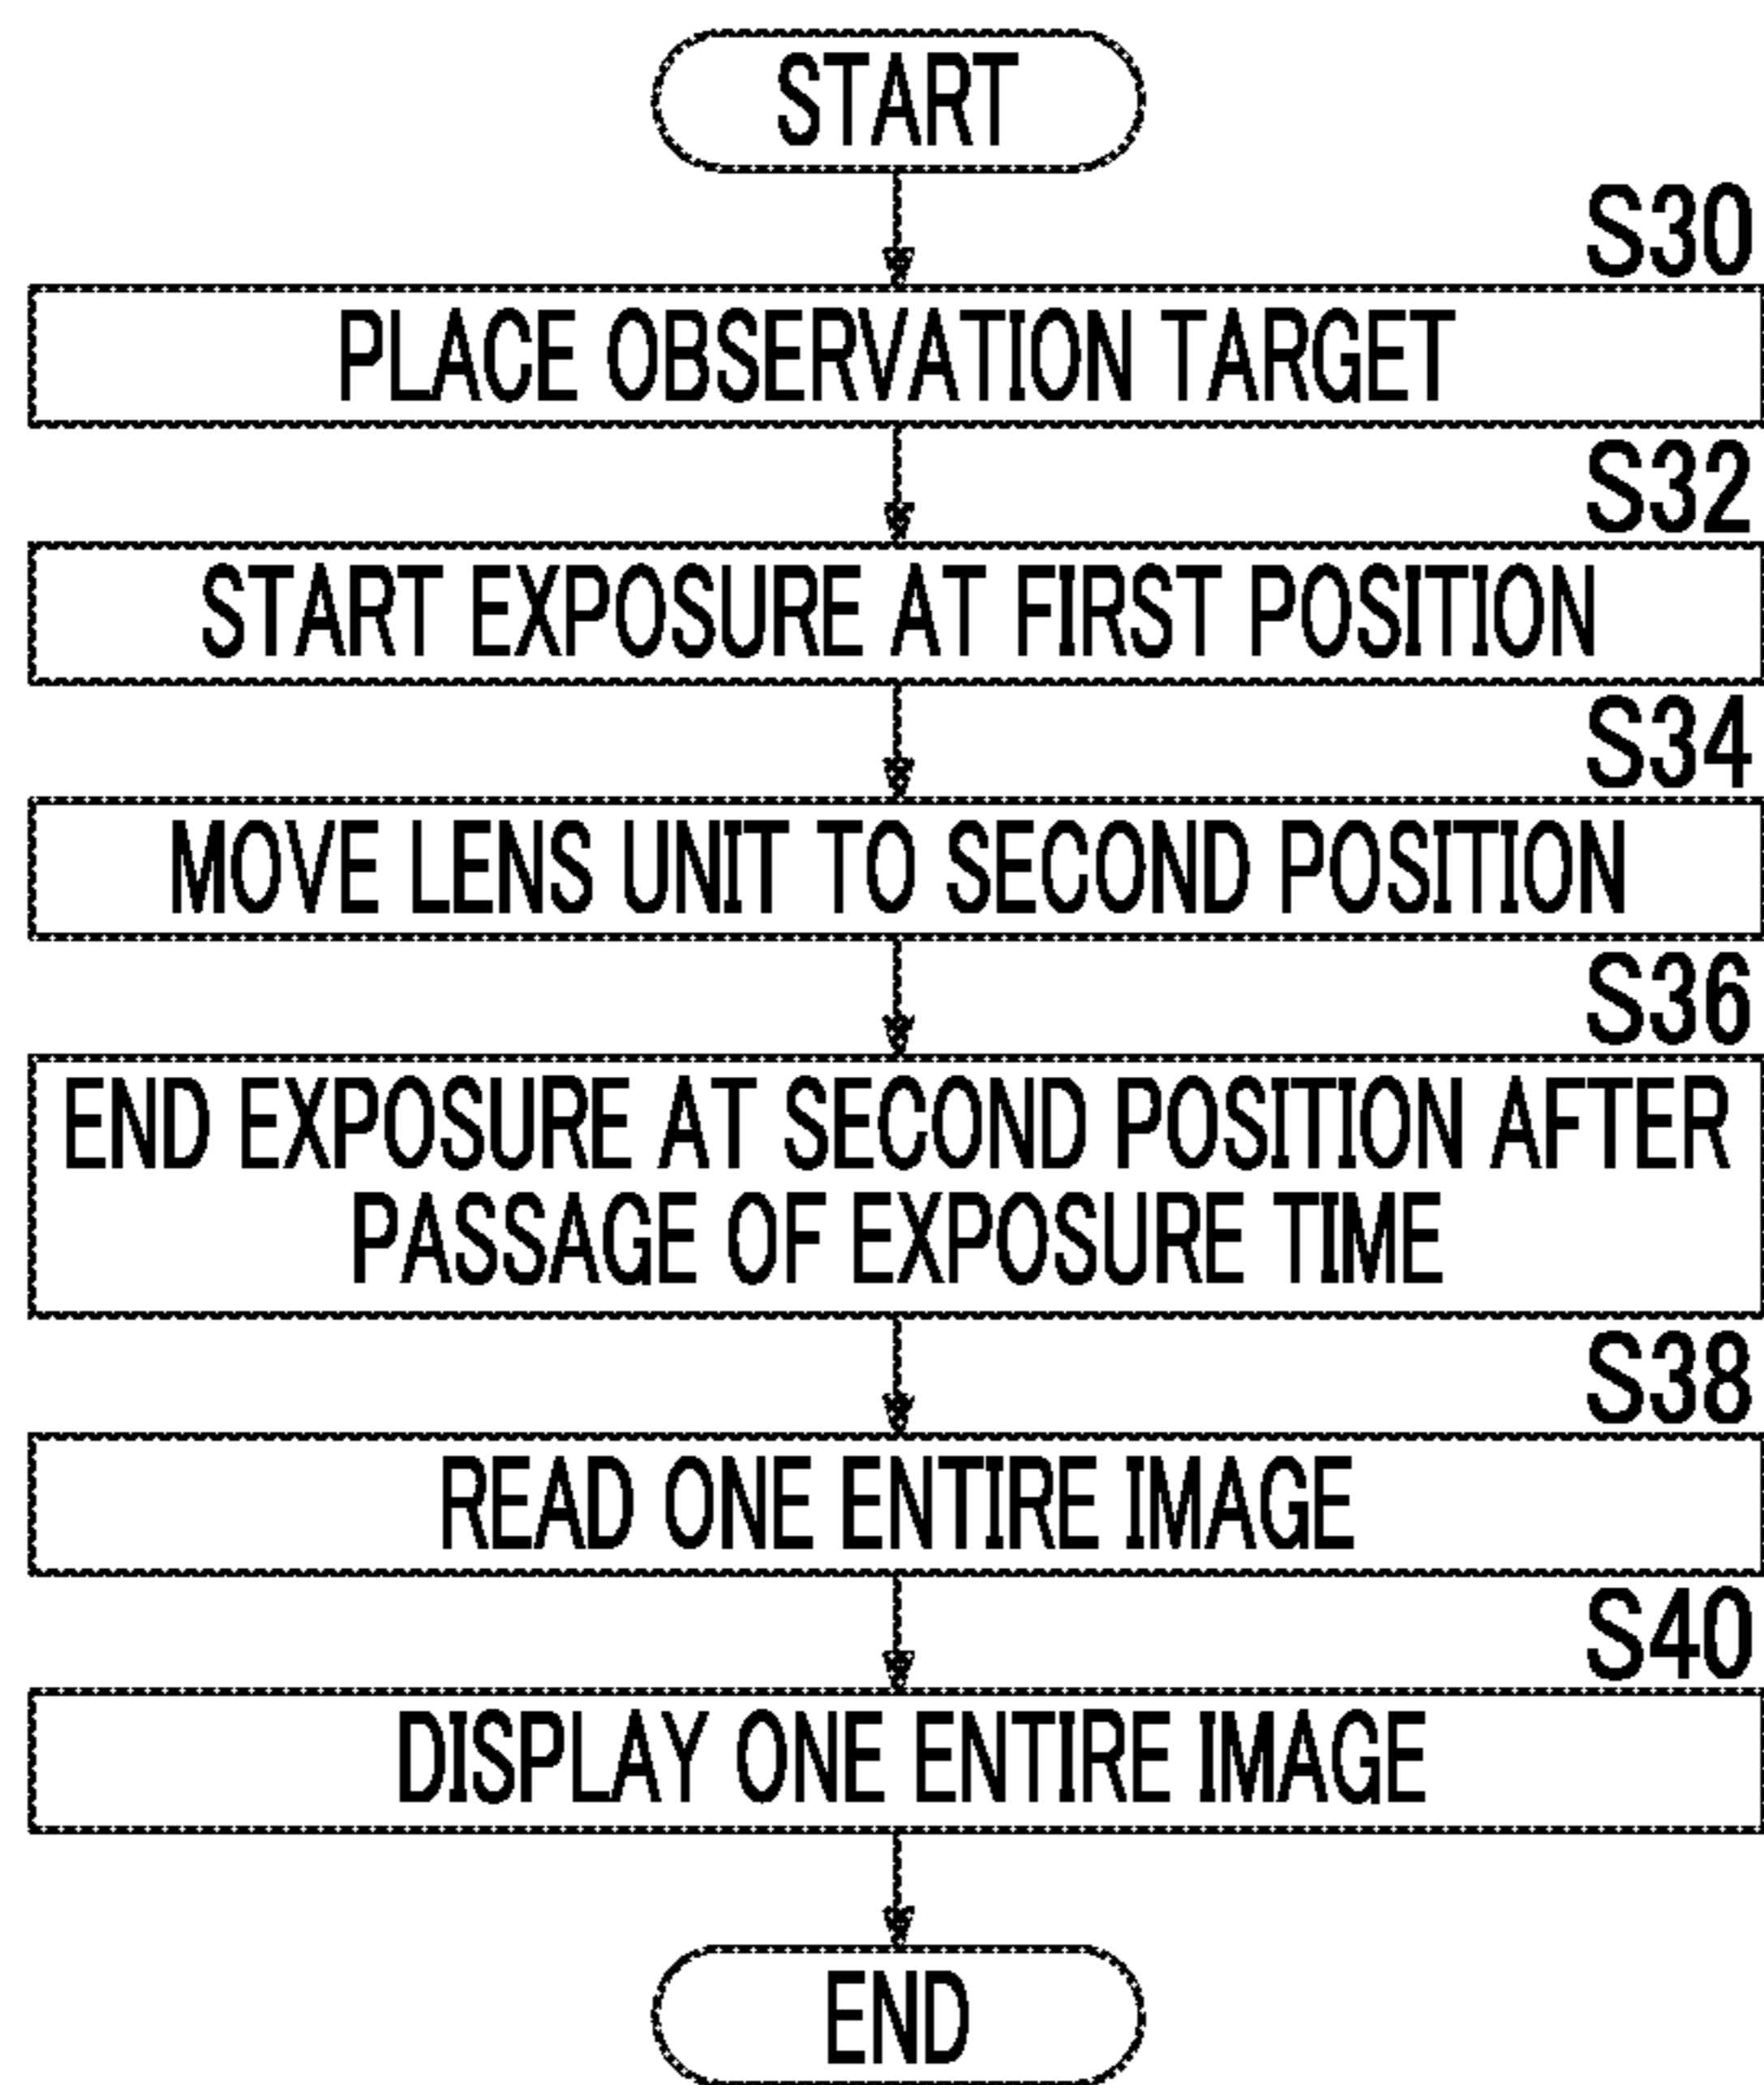 START
S30
PLACE OBSERVATION TARGET
S32
START EXPOSURE AT FIRST POSITION
S34
MOVE LENS UNIT TO SECOND POSITION
S36
END EXPOSURE AT SECOND POSITION AFTER
PASSAGE OF EXPOSURE TIME
S38
READ ONE ENTIRE IMAGE
S40
DISPLAY ONE ENTIRE IMAGE
END